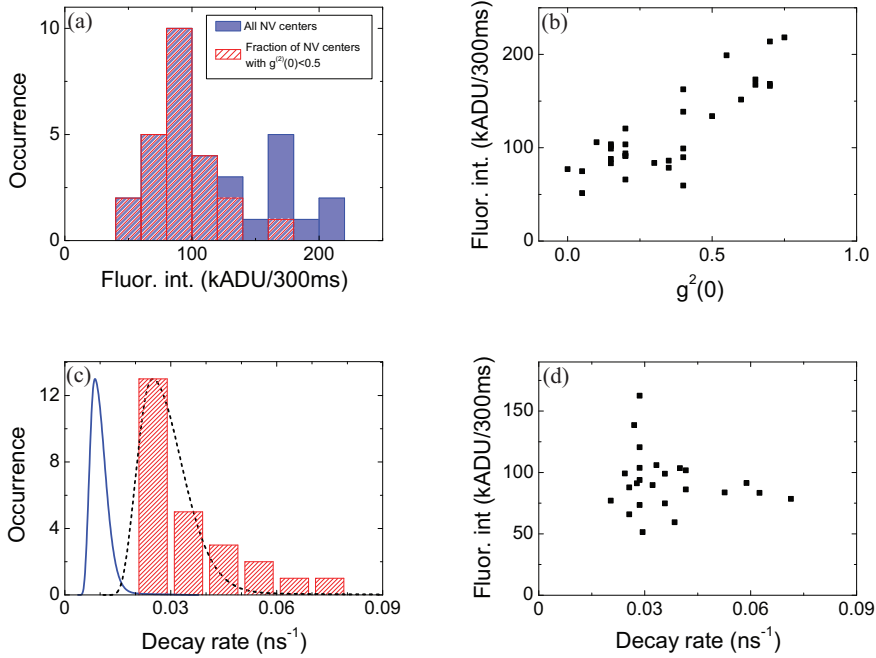 (a)
All NV centers
Fraction of NV centers
with g(2)(0)<0.5
10
5
0
Occurrence
0 100 200
Fluor. int. (kADU/300ms)
(b)
200
100
0
Fluor. int. (kADU/300ms)
0.0 0.5 1.0
g2(0)
(c)
12
8
4
0
Occurrence
0 0.03 0.06 0.09
Decay rate (ns-1)
(d)
150
100
50
0
Fluor. int (kADU/300ms)
0 0.03 0.06 0.09
Decay rate (ns-1)